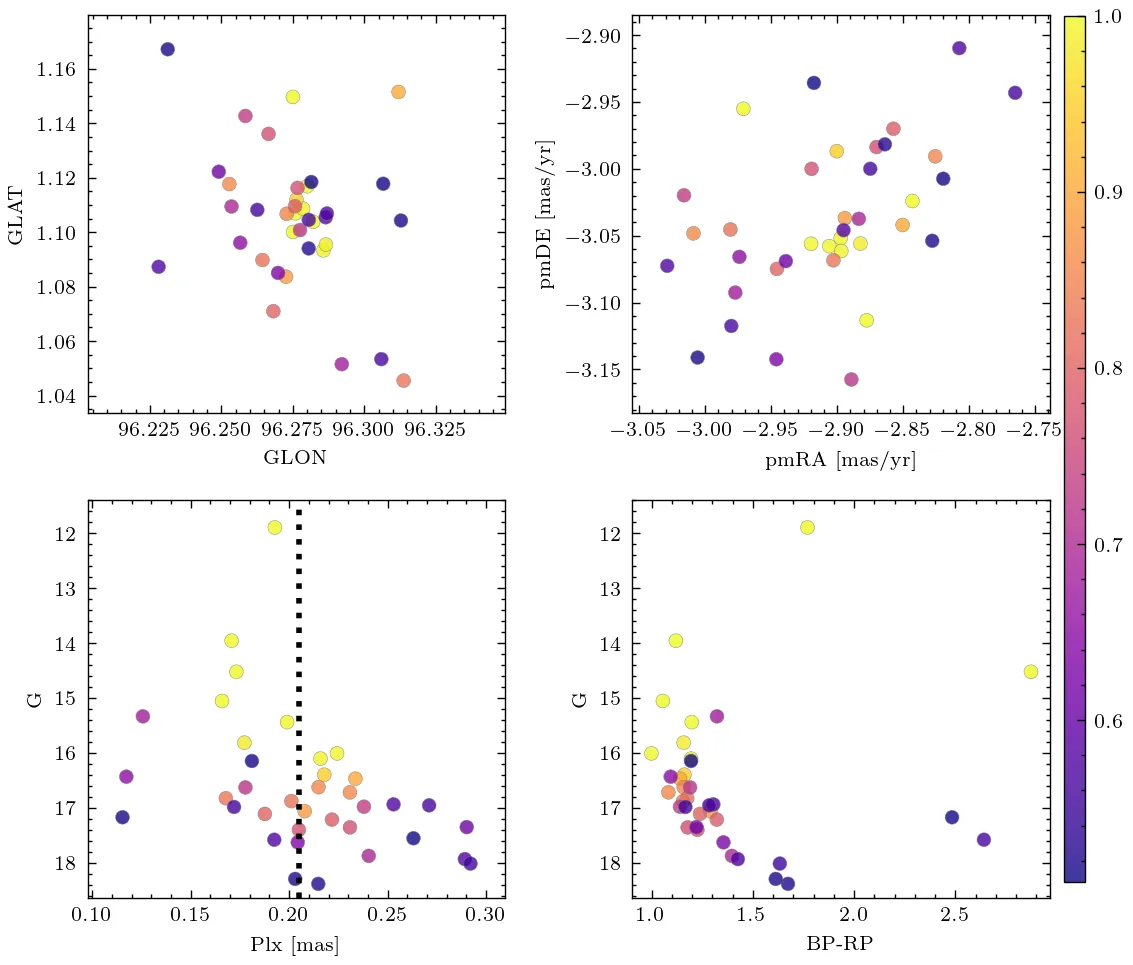 1.16
1.14
1.12
1.10
1.08
1.06
1.04
GLAT
96.225 96.250 96.275 96.300 96.325
GLON
−2.90
−2.95
−3.00
−3.05
−3.10
−3.15
pmDE [mas/yr]
−3.05 −3.00 −2.95 −2.90 −2.85 −2.80 −2.75
pmRA [mas/yr]
12
13
14
15
16
17
18
G
0.10 0.15 0.20 0.25 0.30
Plx [mas]
12
13
14
15
16
17
18
G
1.0 1.5 2.0 2.5
BP-RP
1.0
0.9
0.8
0.7
0.6